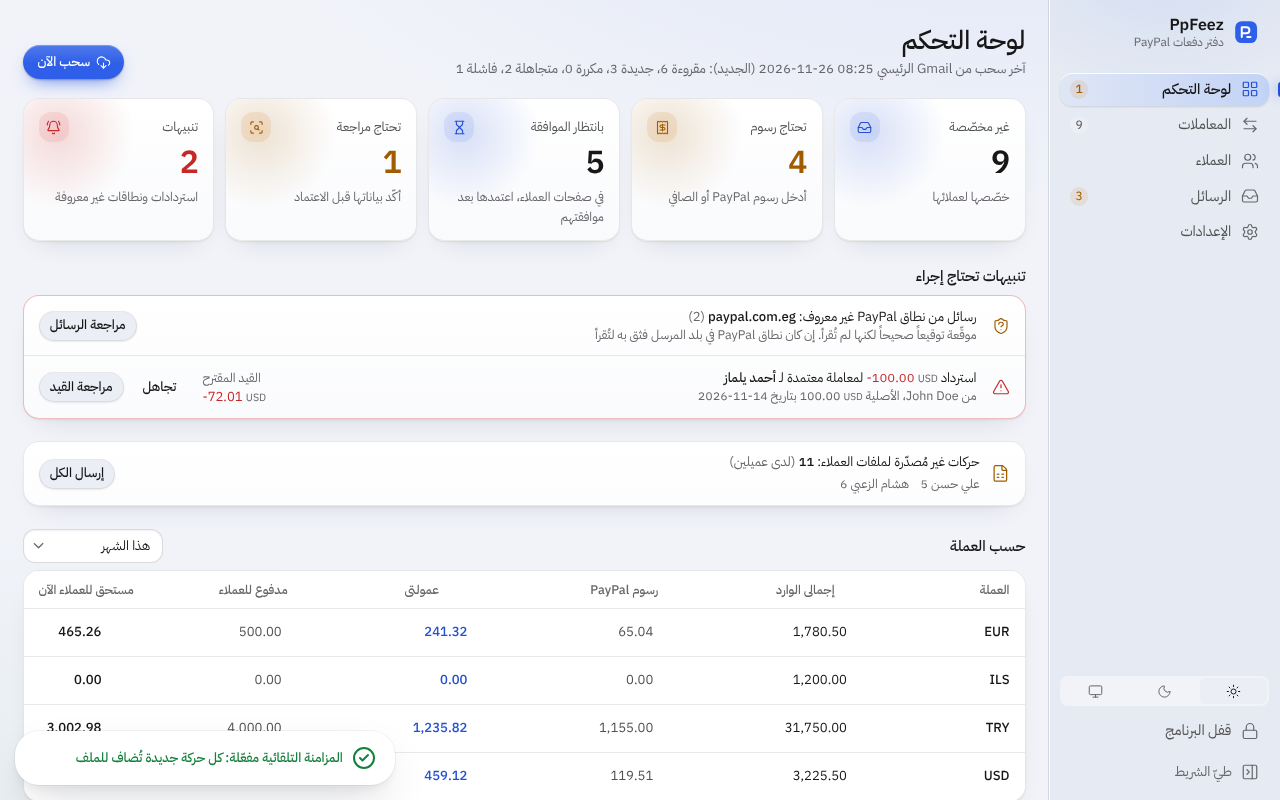 PpFeez
دفتر دفعات PayPal
لوحة التحكم 1
المعاملات 9
العملاء
الرسائل 3
الإعدادات
قفل البرنامج
طيّ الشريط
لوحة التحكم
آخر سحب من Gmail الرئيسي 2026-11-26 08:25 (الجديد): مقروءة 6، جديدة 3، مكررة 0، متجاهلة 2، فاشلة 1
سحب الآن
غير مخصّصة
9
خصّصها لعملائها
تحتاج رسوم
4
أدخل رسوم PayPal أو الصافي
بانتظار الموافقة
5
في صفحات العملاء، اعتمدها بعد
موافقتهم
تحتاج مراجعة
1
أكّد بياناتها قبل الاعتماد
تنبيهات
2
استردادات ونطاقات غير معروفة
تنبيهات تحتاج إجراء
رسائل من نطاق PayPal غير معروف: paypal.com.eg (2)
موقّعة توقيعاً صحيحاً لكنها لم تُقرأ. إن كان نطاق PayPal في بلد المرسل فثق به لتُقرأ
مراجعة الرسائل
استرداد -100.00 USD لمعاملة معتمدة لـ أحمد يلماز
من John Doe، الأصلية 100.00 USD بتاريخ 2026-11-14
القيد المقترح
-72.01 USD
تجاهل
مراجعة القيد
حركات غير مُصدّرة لملفات العملاء: 11 (لدى عميلين)
علي حسن 5 هشام الزعبي 6
إرسال الكل
حسب العملة
هذا الشهر
العملة إجمالي الوارد رسوم PayPal عمولتي مدفوع للعملاء مستحق للعملاء الآن
EUR 1,780.50 65.04 241.32 500.00 465.26
ILS 1,200.00 0.00 0.00 0.00 0.00
TRY 31,750.00 1,155.00 1,235.82 4,000.00 3,002.98
USD 3,225.50 119.51 459.12
المزامنة التلقائية مفعّلة: كل حركة جديدة تُضاف للملف